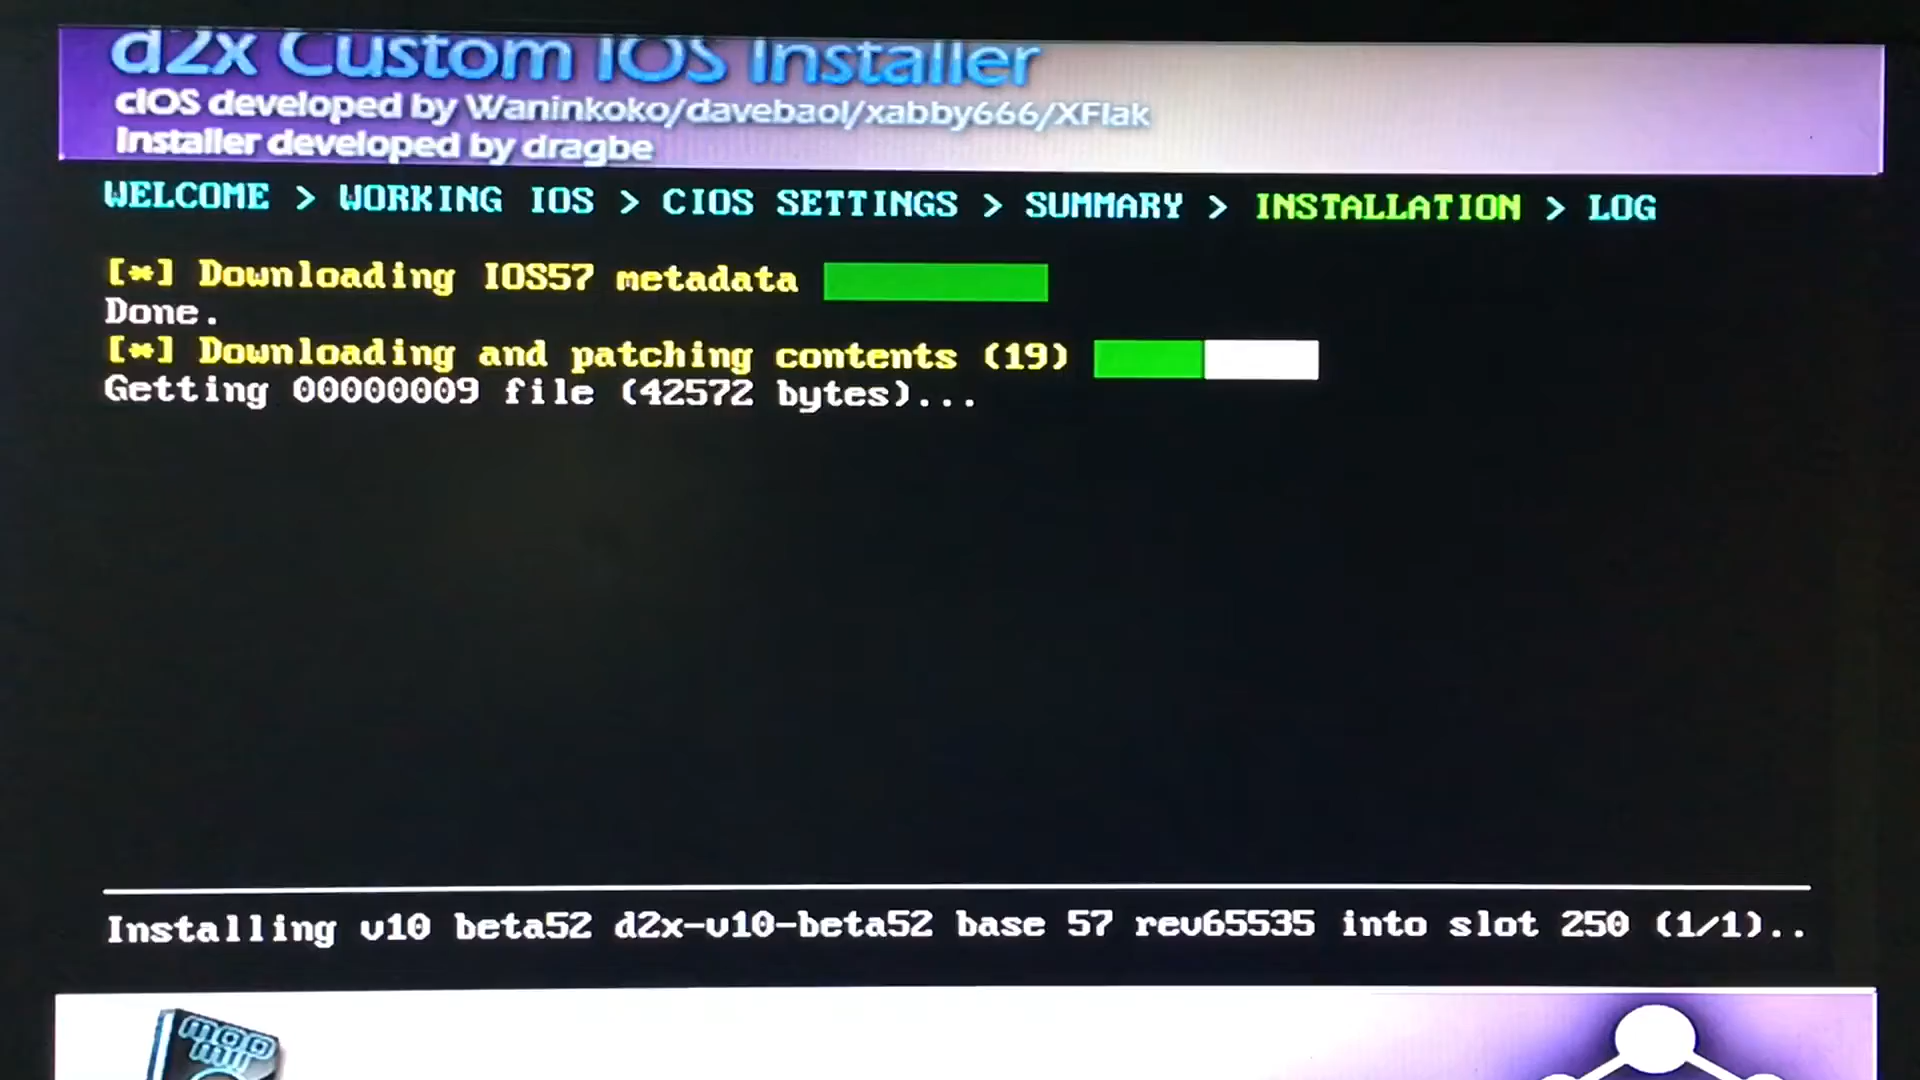 d2x Custom IOS Installer
cIOS developed by Waninkoko/davebaol/xabby666/XFlak
Installer developed by dragbe
WELCOME > WORKING IOS > CIOS SETTINGS > SUMMARY > INSTALLATION > LOG
[*] Downloading IOS57 metadata
Done.
[*] Downloading and patching contents (19)
Getting 00000009 file (42572 bytes)...
Installing v10 beta52 d2x-v10-beta52 base 57 rev65535 into slot 250 (1/1)..
MOD
MII